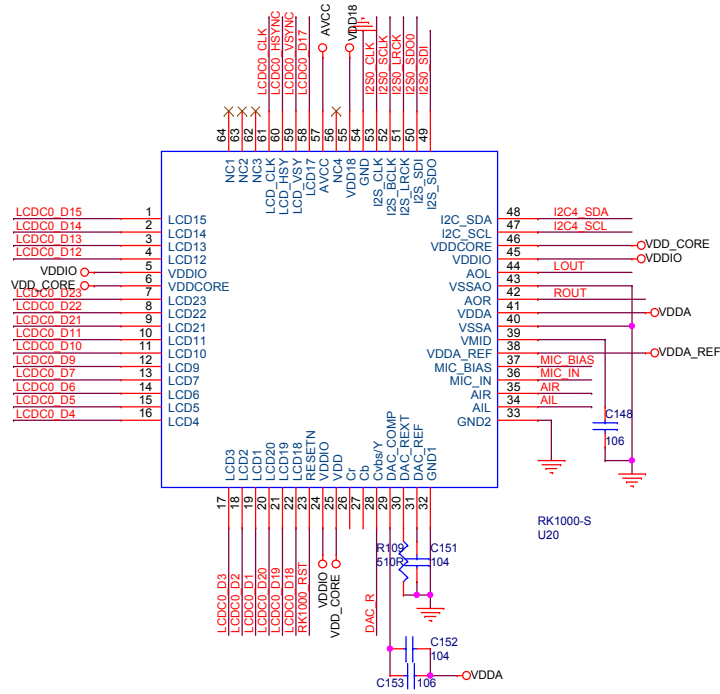 LCDC0_CLK
LCDC0_HSYNC
LCDC0_VSYNC
LCDC0_D17
AVCC
VDD18
I2S0_CLK
I2S0_SCLK
I2S0_LRCK
I2S0_SDO0
I2S0_SDI
64 63 62 61 60 59 58 57 56 55 54 53 52 51 50 49
NC1 NC2 NC3 LCD_CLK LCD_HSY LCD_VSY LCD17 AVCC NC4 VDD18 GND I2S_CLK I2S_BCLK I2S_LRCK I2S_SDI I2S_SDO
LCDC0_D15 1 LCD15
LCDC0_D14 2 LCD14
LCDC0_D13 3 LCD13
LCDC0_D12 4 LCD12
VDDIO 5 VDDIO
VDD_CORE 6 VDDCORE
LCDC0_D23 7 LCD23
LCDC0_D22 8 LCD22
LCDC0_D21 9 LCD21
LCDC0_D11 10 LCD11
LCDC0_D10 11 LCD10
LCDC0_D9 12 LCD9
LCDC0_D7 13 LCD7
LCDC0_D6 14 LCD6
LCDC0_D5 15 LCD5
LCDC0_D4 16 LCD4
I2C_SDA 48 I2C4_SDA
I2C_SCL 47 I2C4_SCL
VDDCORE 46 VDD_CORE
VDDIO 45 VDDIO
AOL 44 LOUT
VSSAO 43
AOR 42 ROUT
VDDA 41 VDDA
VSSA 40
VMID 39
VDDA_REF 38 VDDA_REF
MIC_BIAS 37 MIC_BIAS
MIC_IN 36 MIC_IN
AIR 35 AIR
AIL 34 AIL
GND2 33
C148
106
LCD3 LCD2 LCD1 LCD20 LCD19 LCD18 RESETN VDDIO VDD Cr Cb Cvbs/Y DAC_COMP DAC_REXT DAC_REF GND1
17 18 19 20 21 22 23 24 25 26 27 28 29 30 31 32
RK1000-S
U20
LCDC0_D3
LCDC0_D2
LCDC0_D1
LCDC0_D20
LCDC0_D19
LCDC0_D18
RK1000_RST
VDDIO
VDD_CORE
DAC_R
R109
510R
C151
104
C152
104
C153
106
VDDA